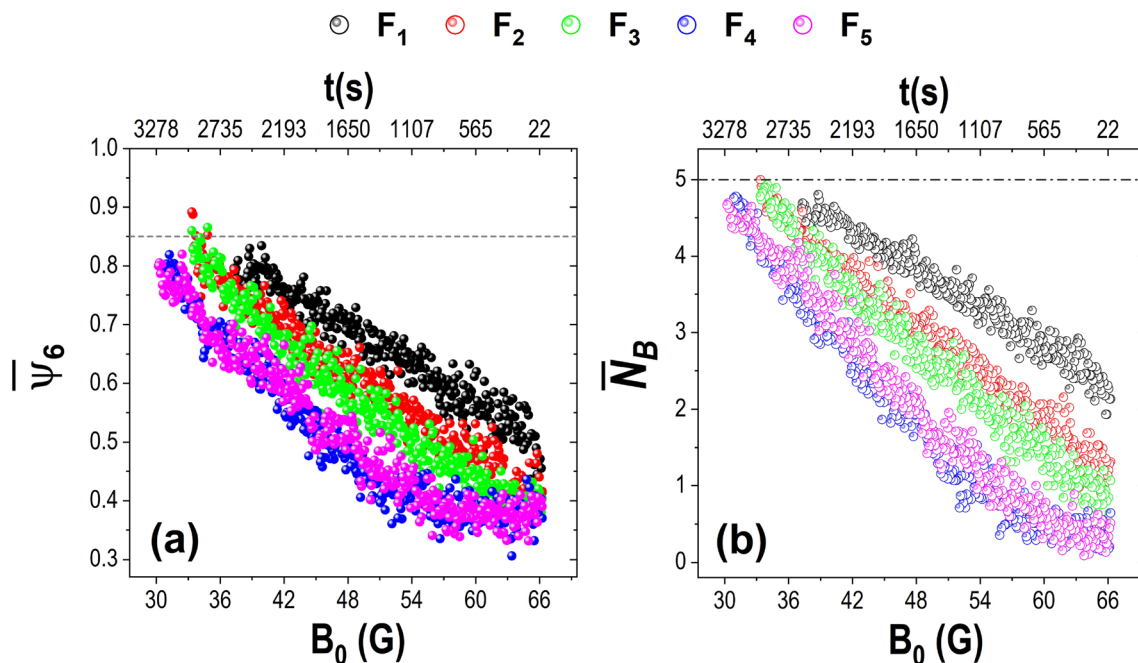 F₁ F₂ F₃ F₄ F₅
t(s)
3278 2735 2193 1650 1107 565 22
1.0
0.9
0.8
0.7
0.6
0.5
0.4
0.3
ψ̅₆
(a)
30 36 42 48 54 60 66
B₀ (G)
t(s)
3278 2735 2193 1650 1107 565 22
5
4
3
2
1
0
N̅_B
(b)
30 36 42 48 54 60 66
B₀ (G)